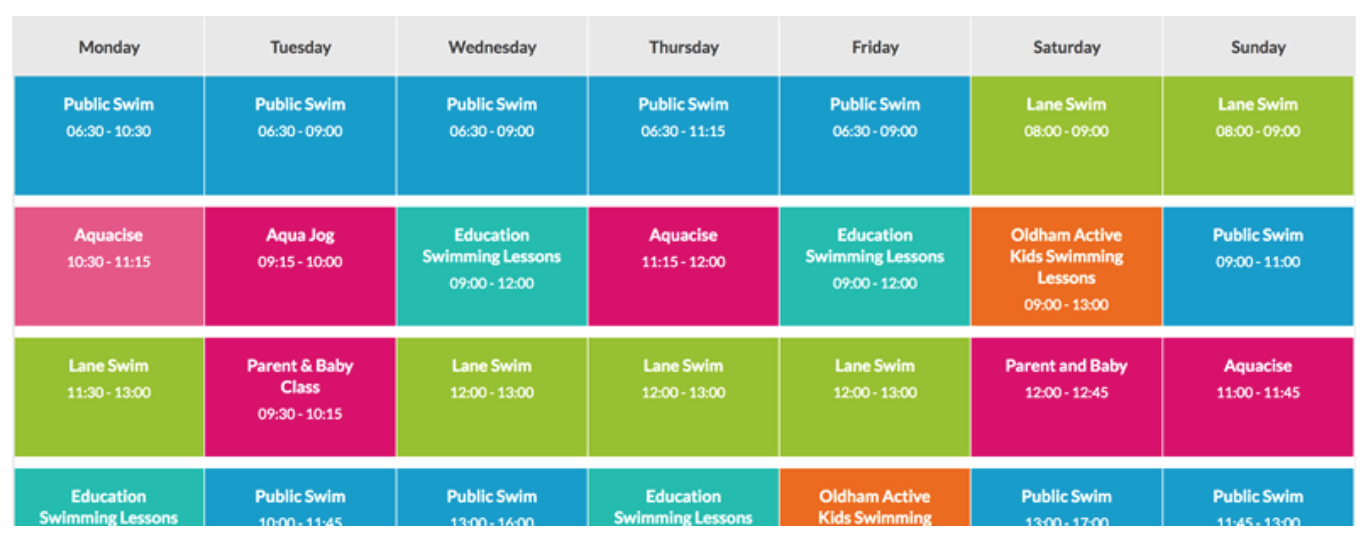 Monday Tuesday Wednesday Thursday Friday Saturday Sunday
Public Swim Public Swim Public Swim Public Swim Public Swim Lane Swim Lane Swim
06:30 - 10:30 06:30 - 09:00 06:30 - 09:00 06:30 - 11:15 06:30 - 09:00 08:00 - 09:00 08:00 - 09:00
Aquacise
10:30 - 11:15
Aqua Jog
09:15 - 10:00
Education
Swimming Lessons
09:00 - 12:00
Aquacise
11:15 - 12:00
Education
Swimming Lessons
09:00 - 12:00
Oldham Active
Kids Swimming
Lessons
09:00 - 13:00
Public Swim
09:00 - 11:00
Lane Swim
11:30 - 13:00
Parent & Baby
Class
09:30 - 10:15
Lane Swim
12:00 - 13:00
Lane Swim
12:00 - 13:00
Lane Swim
12:00 - 13:00
Parent and Baby
12:00 - 12:45
Aquacise
11:00 - 11:45
Education
Swimming Lessons
Public Swim
10:00 - 11:45
Public Swim
13:00 - 16:00
Education
Swimming Lessons
Oldham Active
Kids Swimming
Public Swim
13:00 - 17:00
Public Swim
11:45 - 13:00